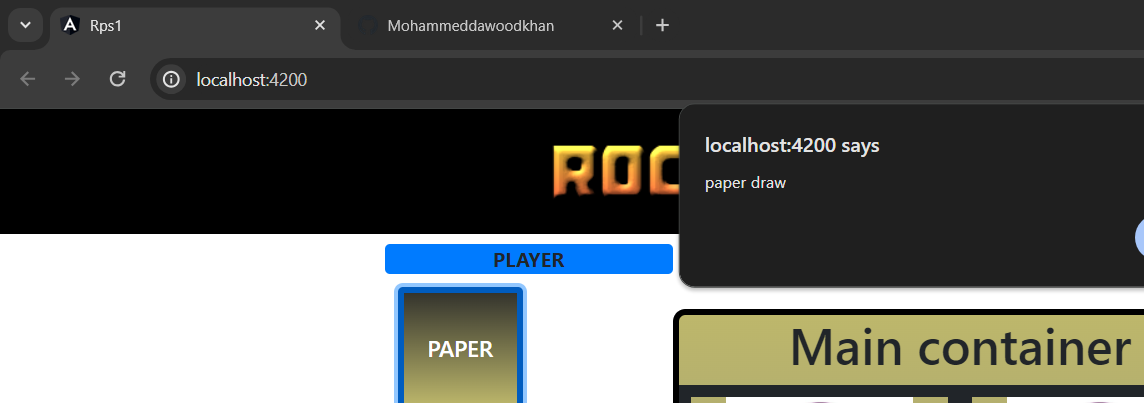 Rps1
Mohammeddawoodkhan
localhost:4200
localhost:4200 says
paper draw
PLAYER
PAPER
Main container